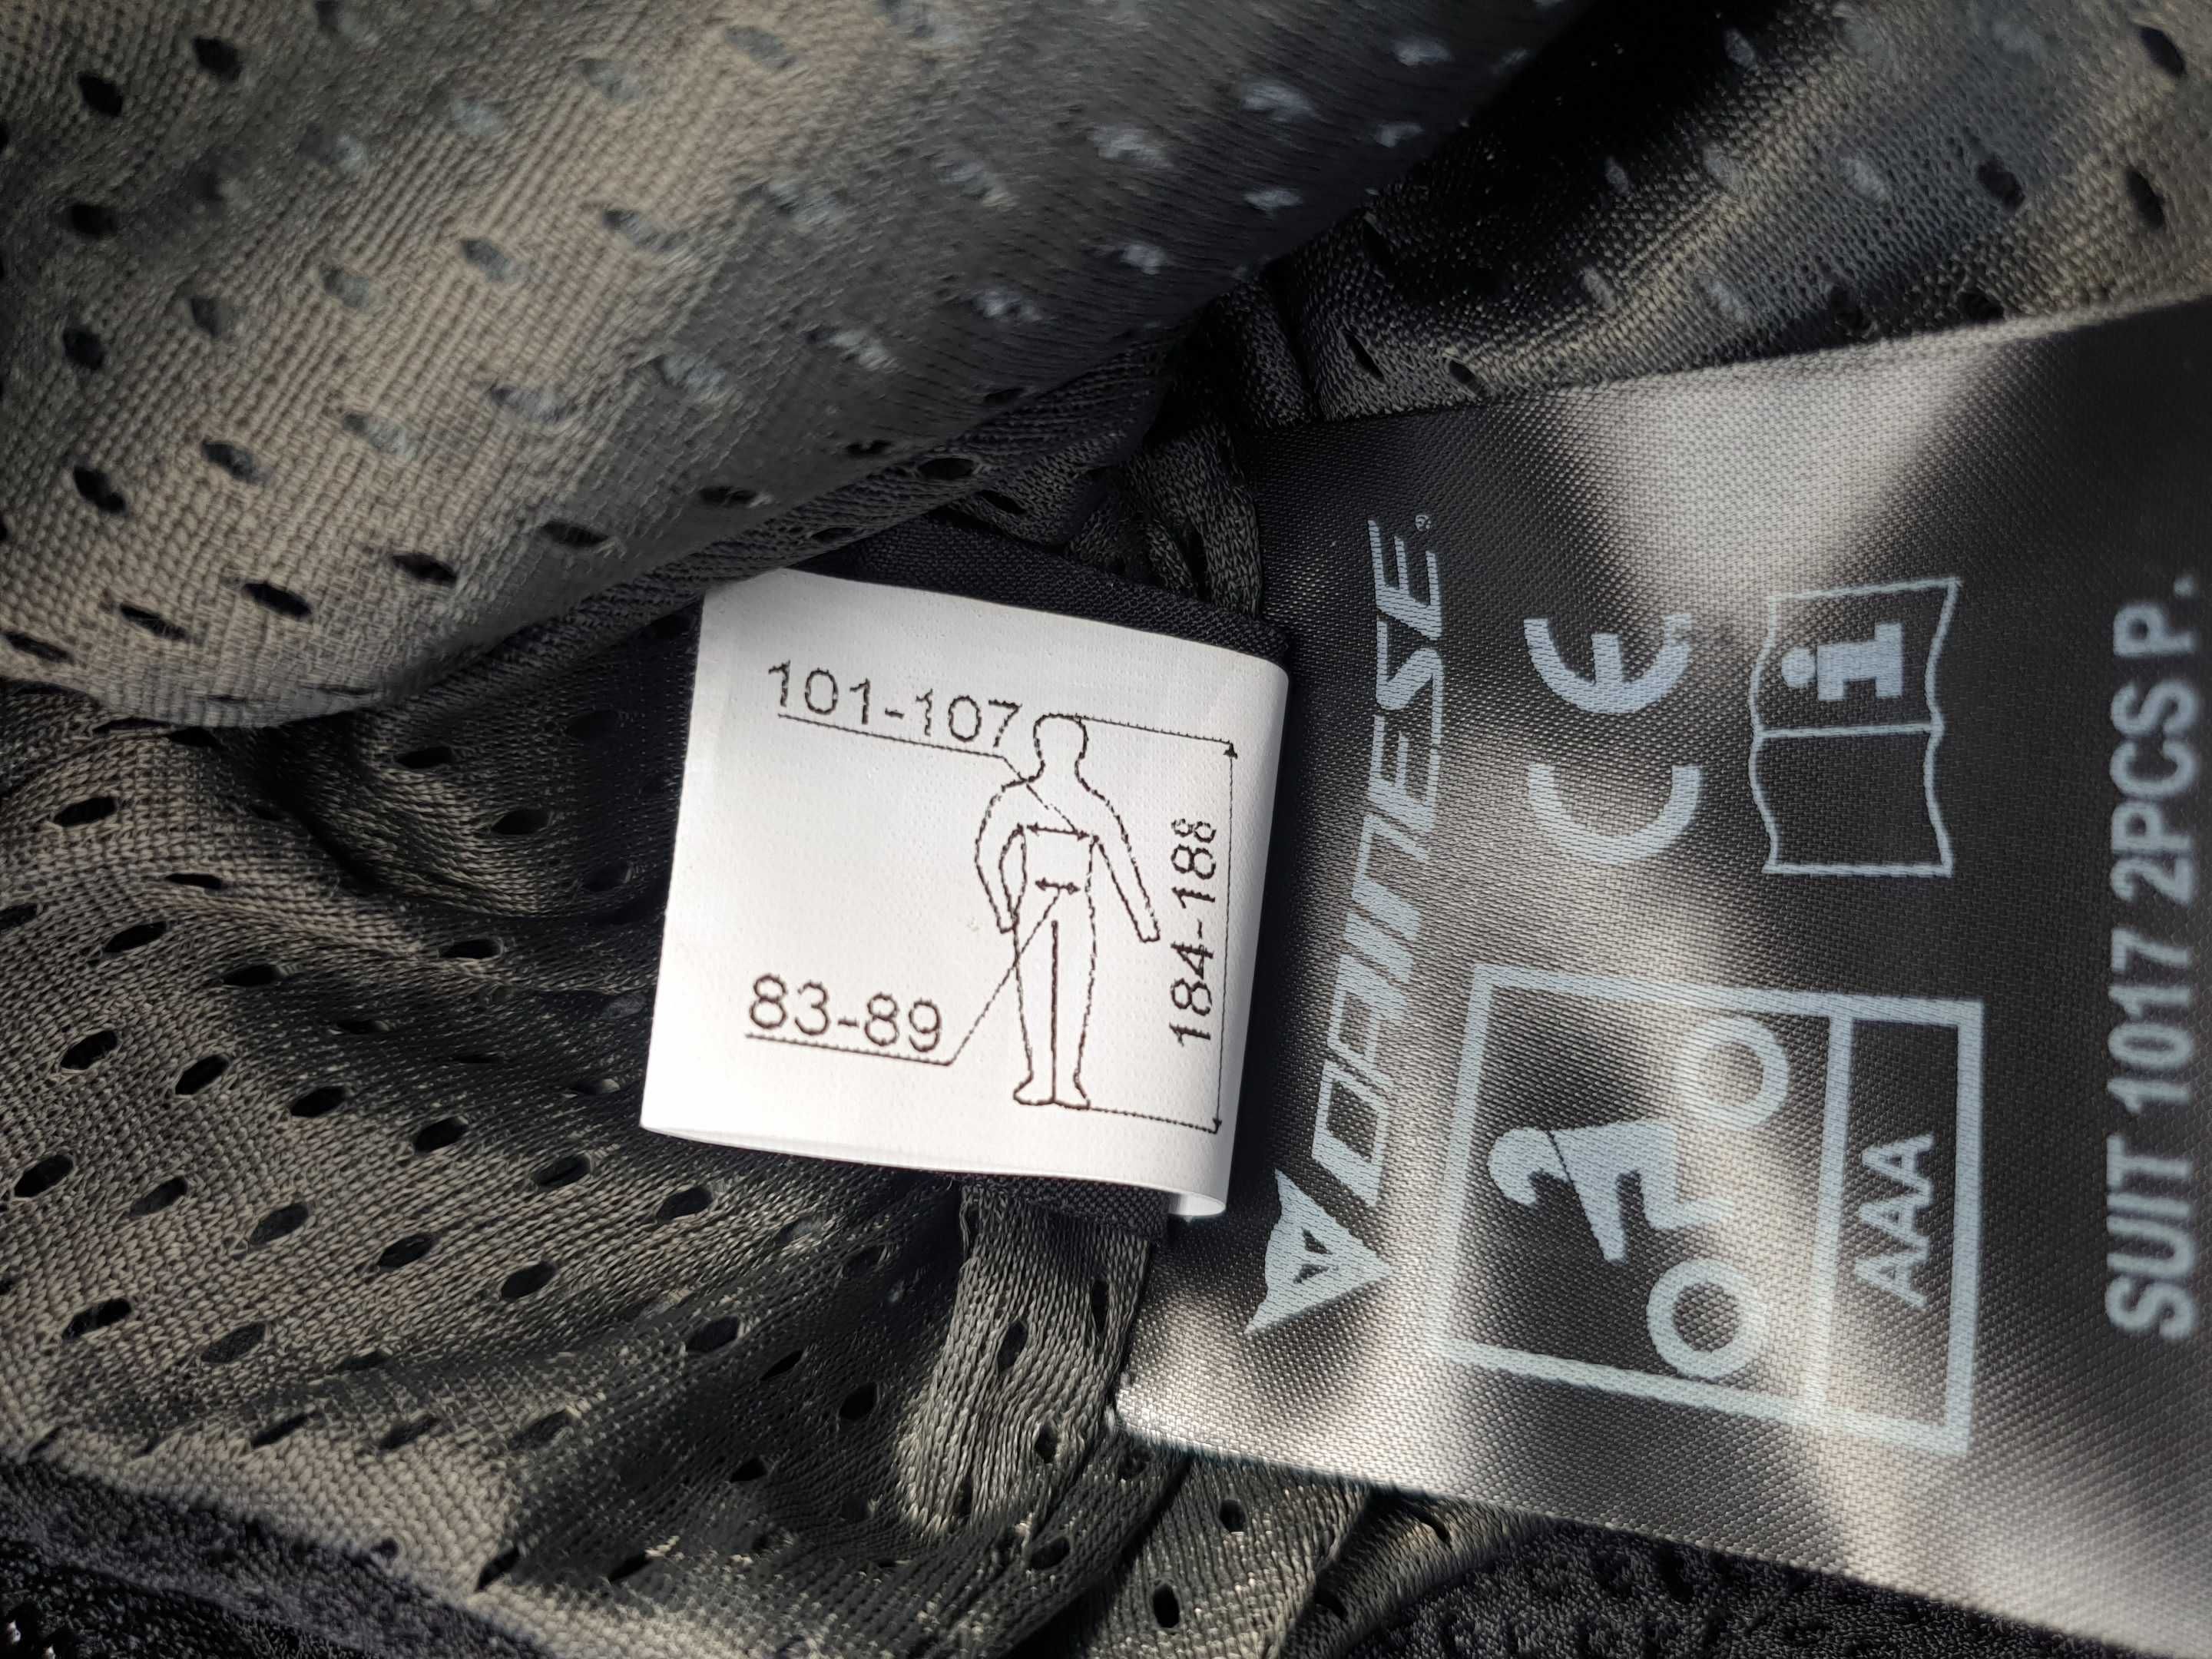 101-107
184-188
83-89
DAINESE®
CE
i
AAA
SUIT 1017 2PCS P.